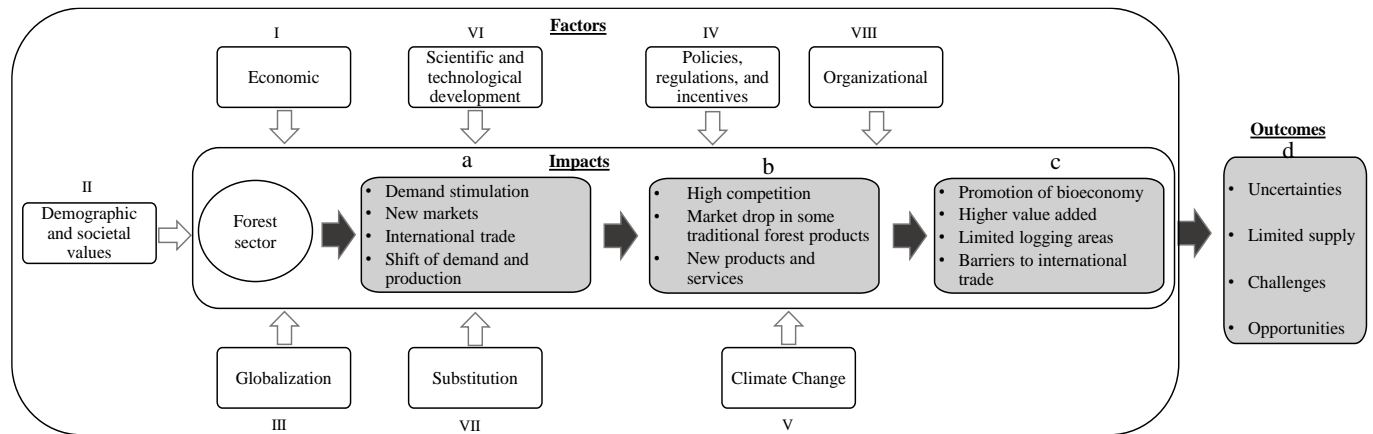 Factors
I
Economic
VI
Scientific and
technological
development
IV
Policies,
regulations, and
incentives
VIII
Organizational
II
Demographic
and societal
values
Impacts
Forest
sector
a
• Demand stimulation
• New markets
• International trade
• Shift of demand and
production
b
• High competition
• Market drop in some
traditional forest products
• New products and
services
c
• Promotion of bioeconomy
• Higher value added
• Limited logging areas
• Barriers to international
trade
Outcomes
d
• Uncertainties
• Limited supply
• Challenges
• Opportunities
Globalization
III
Substitution
VII
Climate Change
V